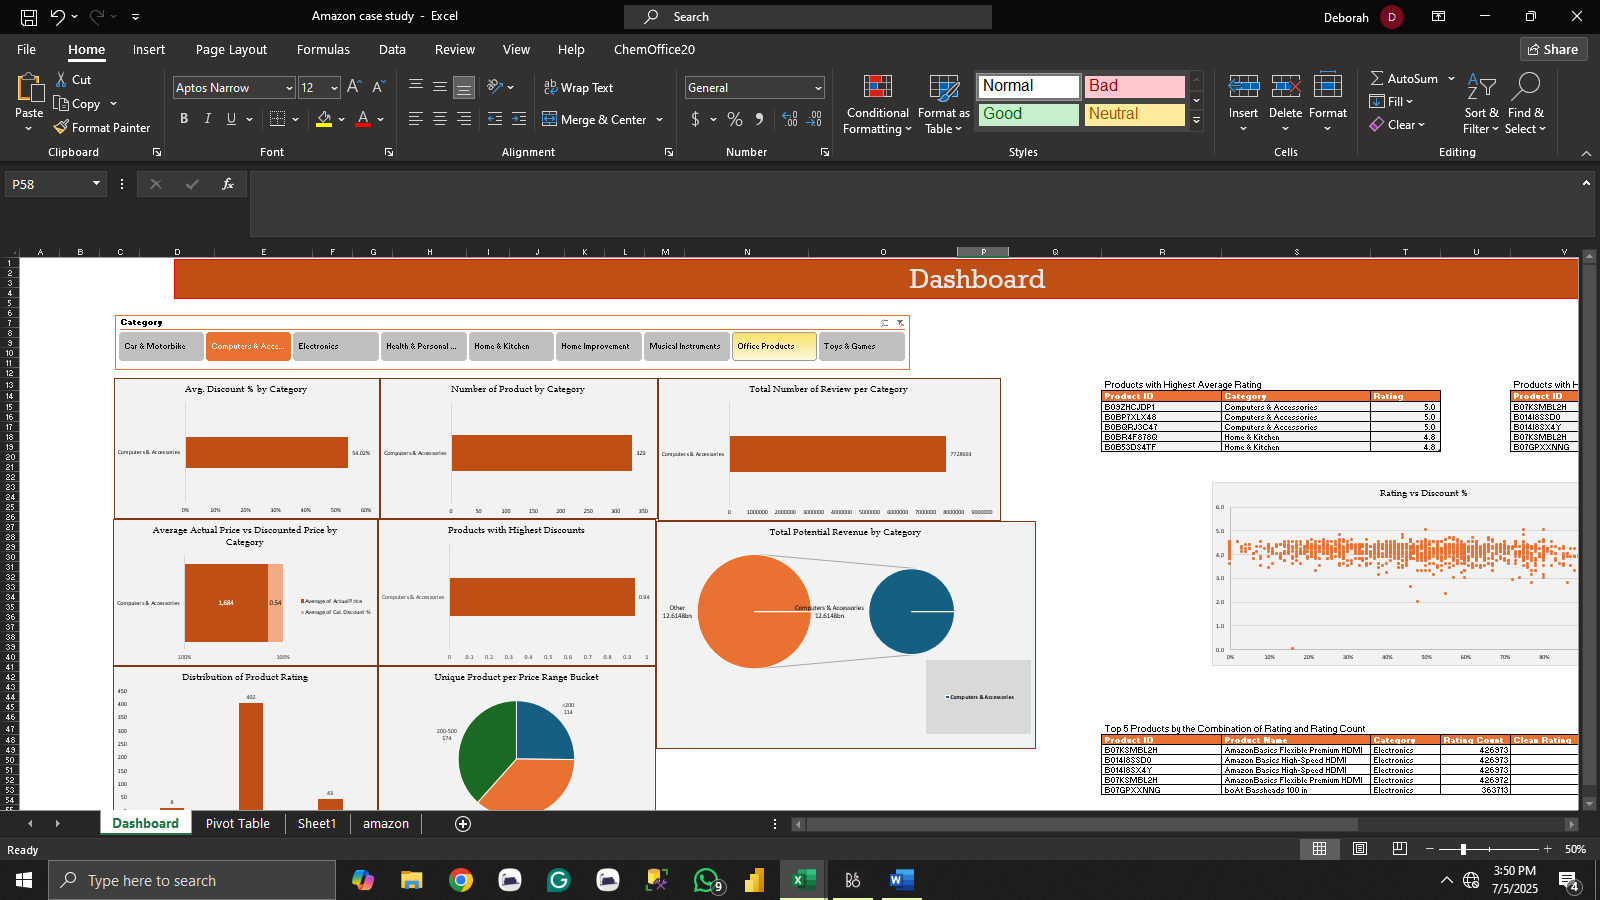 Amazon case study - Excel
Search
Deborah
D
File Home Insert Page Layout Formulas Data Review View Help ChemOffice20
Share
Paste
Cut
Copy
Format Painter
Clipboard
Aptos Narrow 12
B I U
Font
Wrap Text
Merge & Center
Alignment
General
$ %
Number
Conditional Formatting
Format as Table
Normal Bad
Good Neutral
Styles
Insert Delete Format
Cells
AutoSum
Fill
Clear
Sort & Filter
Find & Select
Editing
P58
fx
A B C D E F G H I J K L M N O P Q R S T U V
Dashboard
Category
Car & Motorbike
Computers & Acce...
Electronics
Health & Personal ...
Home & Kitchen
Home Improvement
Musical Instruments
Office Products
Toys & Games
Avg. Discount % by Category
Computers & Accessories
54.02%
0% 10% 20% 30% 40% 50% 60%
Number of Product by Category
Computers & Accessories
329
0 50 100 150 200 250 300 350
Total Number of Review per Category
Computers & Accessories
0 1000000 2000000 3000000 4000000 5000000 6000000 7000000 8000000 9000000
Products with Highest Average Rating
Product ID Category Rating
B09ZHCJDP1 Computers & Accessories 5.0
B0BP7XLX48 Computers & Accessories 5.0
B0BQRJ3C47 Computers & Accessories 5.0
B0BR4F878Q Home & Kitchen 4.8
B0B53DS4TF Home & Kitchen 4.8
Products with H
Product ID
B07KSMBL2H
B014I8SSD0
B014I8SX4Y
B07KSMBL2H
B07GPXXNNG
Average Actual Price vs Discounted Price by Category
Computers & Accessories
1,684
0.54
Average of Actual Price
Average of Cal. Discount %
100% 100%
Products with Highest Discounts
Computers & Accessories
0.94
0 0.1 0.2 0.3 0.4 0.5 0.6 0.7 0.8 0.9 1
Total Potential Revenue by Category
Other
12.6148bn
Computers & Accessories
12.6148bn
Computers & Accessories
Rating vs Discount %
6.0
5.0
4.0
3.0
2.0
1.0
0.0
0% 10% 20% 30% 40% 50% 60% 70% 80%
Distribution of Product Rating
450
400
350
300
250
200
150
100
50
8
402
43
Unique Product per Price Range Bucket
<200
114
200-500
174
Top 5 Products by the Combination of Rating and Rating Count
Product ID Product Name Category Rating Count Clean Rating
B07KSMBL2H AmazonBasics Flexible Premium HDMI Electronics 426973
B014I8SSD0 Amazon Basics High-Speed HDMI Electronics 426973
B014I8SX4Y Amazon Basics High-Speed HDMI Electronics 426973
B07KSMBL2H AmazonBasics Flexible Premium HDMI Electronics 426972
B07GPXXNNG boAt Bassheads 100 in Electronics 363713
Dashboard Pivot Table Sheet1 amazon
Ready
50%
Type here to search
9
3:50 PM
7/5/2025
4